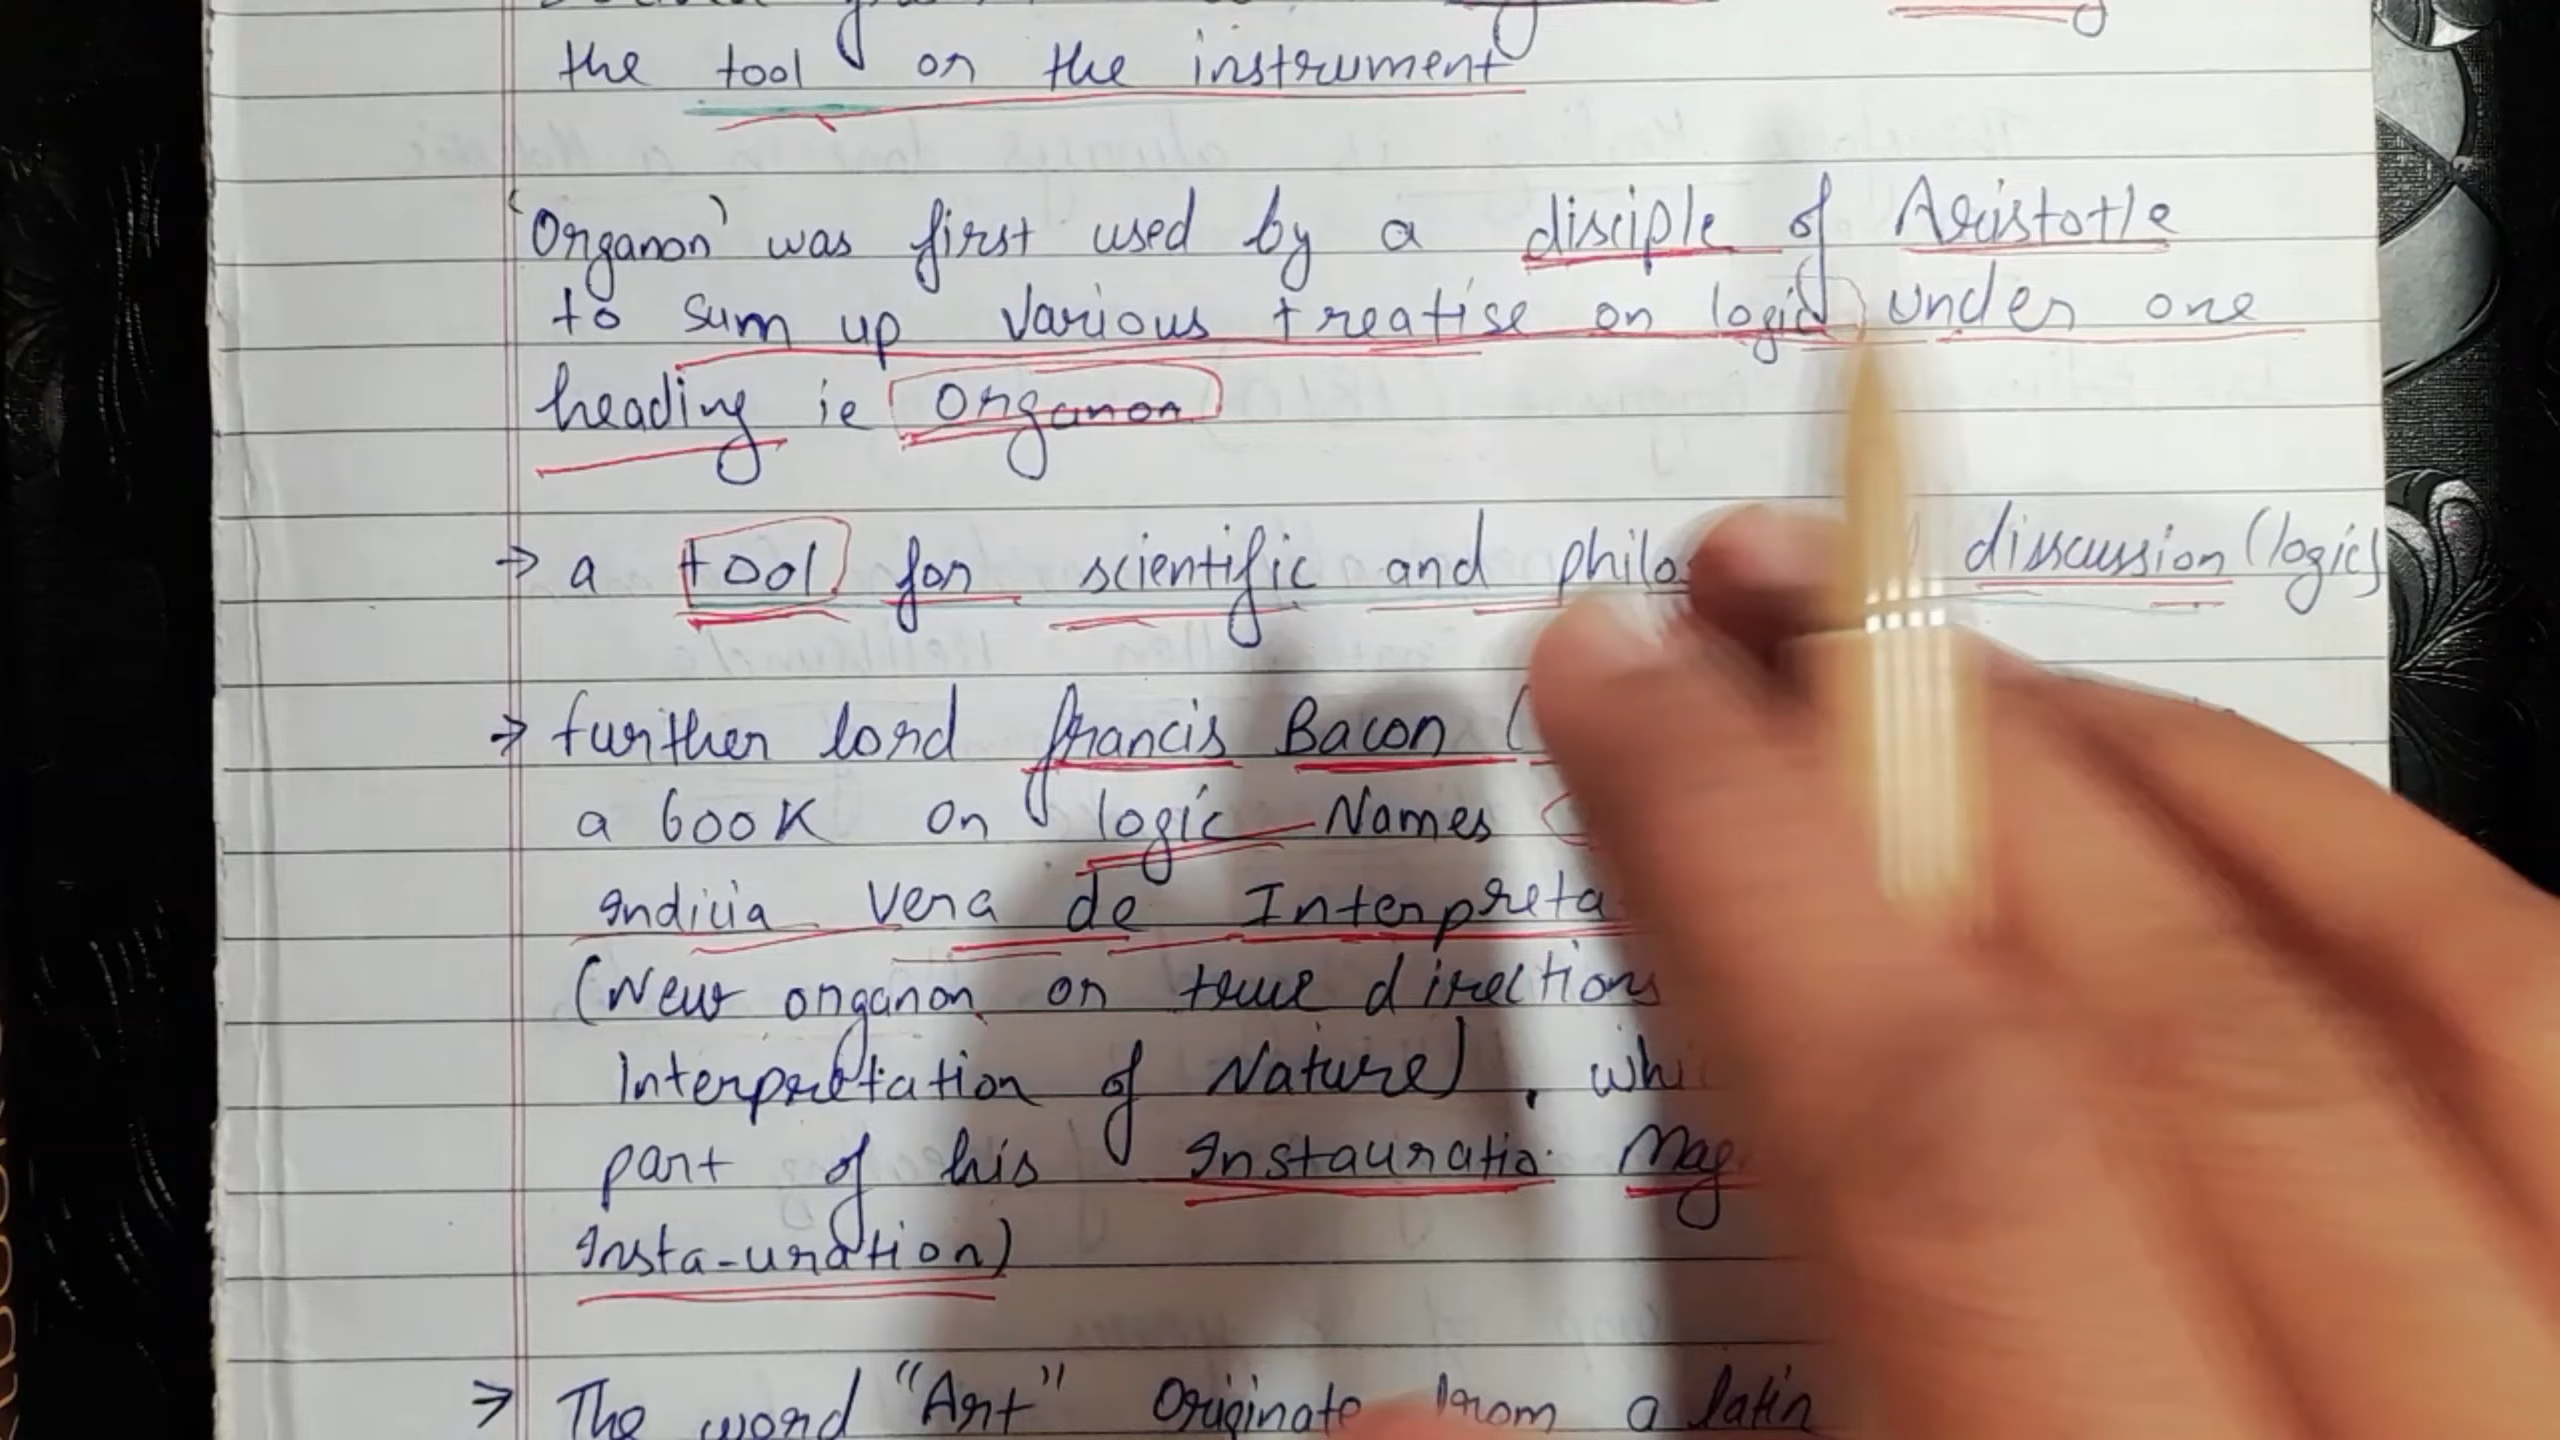 the tool or the instrument
'Organon' was first used by a disciple of Aristotle
to sum up various treatise on logic under one
heading ie Organon
→ a tool for scientific and philo discussion (logic)
→ further lord francis Bacon (
a book on logic Names
Indicia Vera de Interpreta
(New organon or true directions
Interpretation of Nature), whi
part of his Instauratio Mag
Insta-uration)
→ The word "Art" Originate from a latin